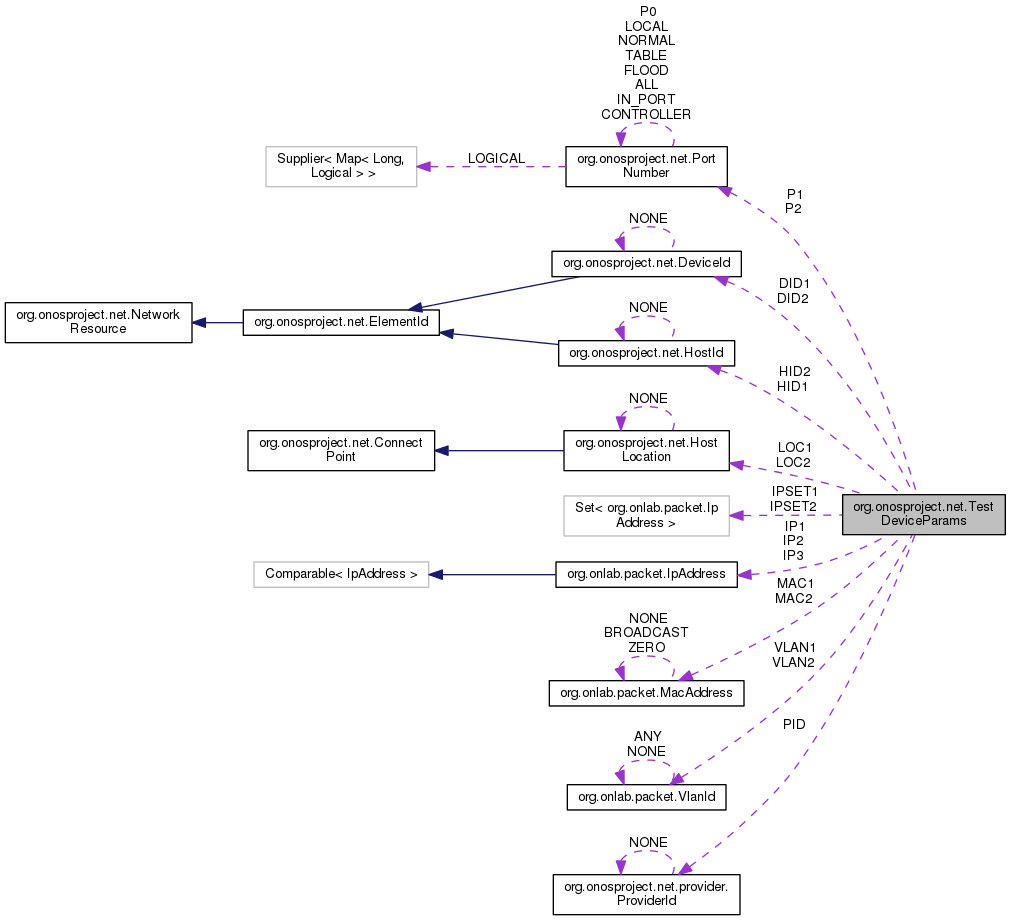 P0
LOCAL
NORMAL
TABLE
FLOOD
ALL
IN_PORT
CONTROLLER
Supplier< Map< Long,
Logical > >
LOGICAL
org.onosproject.net.Port
Number
P1
P2
NONE
org.onosproject.net.DeviceId
DID1
DID2
org.onosproject.net.Network
Resource
org.onosproject.net.ElementId
NONE
org.onosproject.net.HostId
HID2
HID1
NONE
org.onosproject.net.Connect
Point
org.onosproject.net.Host
Location
LOC1
LOC2
Set< org.onlab.packet.Ip
Address >
IPSET1
IPSET2
org.onosproject.net.Test
DeviceParams
IP1
IP2
IP3
Comparable< IpAddress >
org.onlab.packet.IpAddress
MAC1
MAC2
NONE
BROADCAST
ZERO
org.onlab.packet.MacAddress
VLAN1
VLAN2
ANY
NONE
org.onlab.packet.VlanId
PID
NONE
org.onosproject.net.provider.
ProviderId